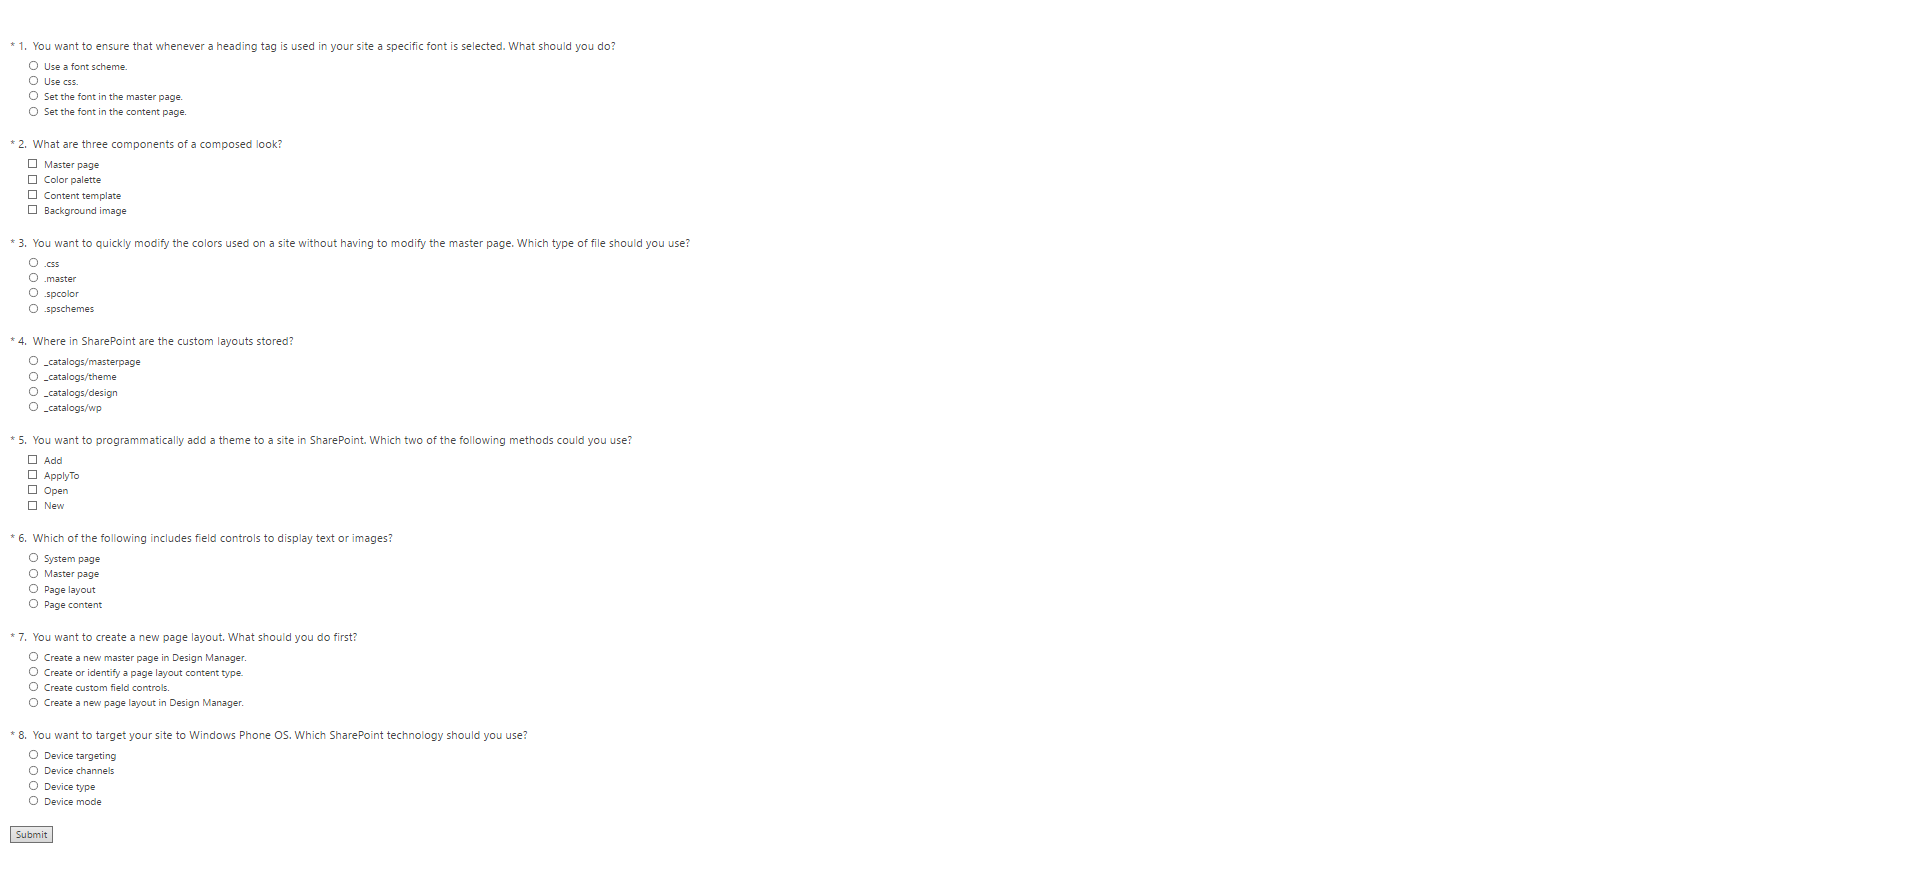 * 1. You want to ensure that whenever a heading tag is used in your site a specific font is selected. What should you do?
Use a font scheme.
Use css.
Set the font in the master page.
Set the font in the content page.
* 2. What are three components of a composed look?
Master page
Color palette
Content template
Background image
* 3. You want to quickly modify the colors used on a site without having to modify the master page. Which type of file should you use?
.css
.master
.spcolor
.spschemes
* 4. Where in SharePoint are the custom layouts stored?
_catalogs/masterpage
_catalogs/theme
_catalogs/design
_catalogs/wp
* 5. You want to programmatically add a theme to a site in SharePoint. Which two of the following methods could you use?
Add
ApplyTo
Open
New
* 6. Which of the following includes field controls to display text or images?
System page
Master page
Page layout
Page content
* 7. You want to create a new page layout. What should you do first?
Create a new master page in Design Manager.
Create or identify a page layout content type.
Create custom field controls.
Create a new page layout in Design Manager.
* 8. You want to target your site to Windows Phone OS. Which SharePoint technology should you use?
Device targeting
Device channels
Device type
Device mode
Submit